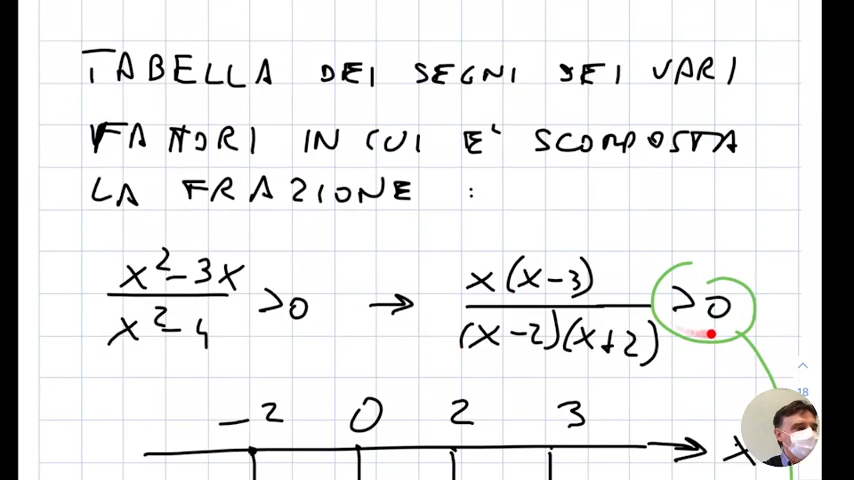 TABELLA DEI SEGNI DEI VARI
FATTORI IN CUI E' SCOMPOSTA
LA FRAZIONE :
x²-3x / x²-4 >0 → x(x-3) / (x-2)(x+2) >0
-2 0 2 3
x
18